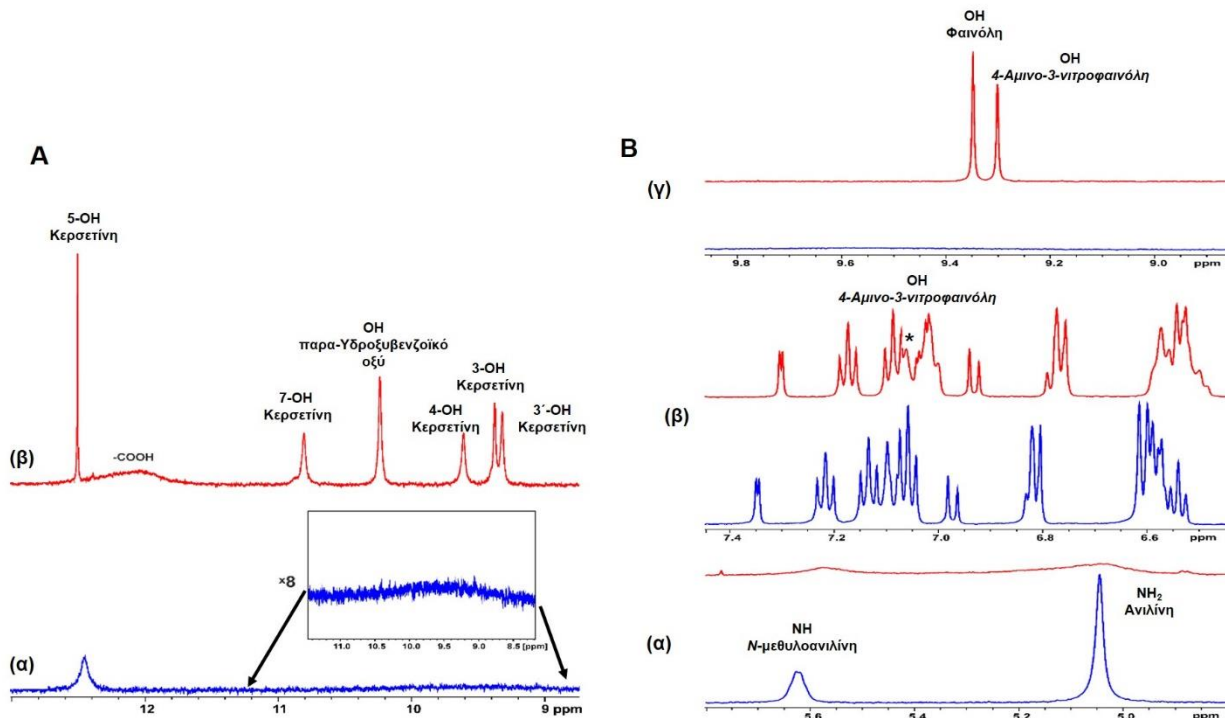 A
5-OH
Κερσετίνη
-COOH
7-OH
Κερσετίνη
OH
παρα-Υδροξυβενζοϊκό
οξύ
4-OH
Κερσετίνη
3-OH
Κερσετίνη
3΄-OH
Κερσετίνη
(β)
×8
11.0 10.5 10.0 9.5 9.0 8.5 [ppm]
(α)
12 11 10 9 ppm
B
OH
Φαινόλη
OH
4-Αμινο-3-νιτροφαινόλη
(γ)
9.8 9.6 9.4 9.2 9.0 ppm
OH
4-Αμινο-3-νιτροφαινόλη
*
(β)
7.4 7.2 7.0 6.8 6.6 ppm
NH
N-μεθυλοανιλίνη
NH2
Ανιλίνη
(α)
5.6 5.4 5.2 5.0 ppm